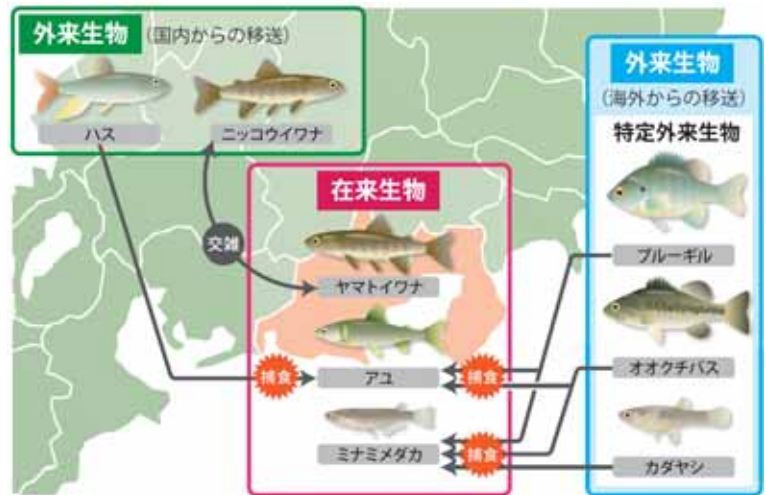 外来生物 (国内からの移送)
ハス
ニッコウイワナ
外来生物
(海外からの移送)
特定外来生物
ブルーギル
オオクチバス
カダヤシ
在来生物
交雑
ヤマトイワナ
捕食
アユ
捕食
ミナミメダカ
捕食